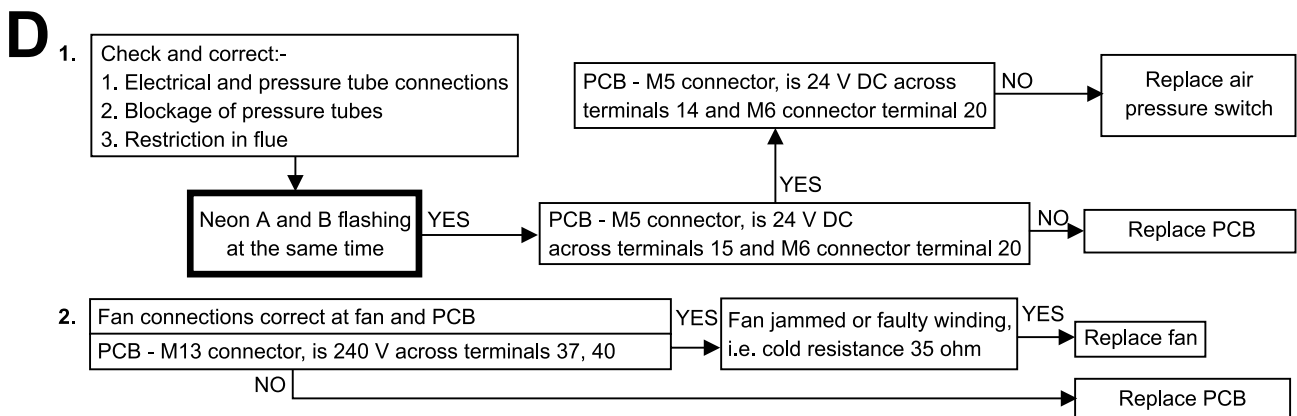 D
1.
Check and correct:-
1. Electrical and pressure tube connections
2. Blockage of pressure tubes
3. Restriction in flue
PCB - M5 connector, is 24 V DC across
terminals 14 and M6 connector terminal 20
NO
Replace air
pressure switch
YES
Neon A and B flashing
at the same time
YES
PCB - M5 connector, is 24 V DC
across terminals 15 and M6 connector terminal 20
NO
Replace PCB
2.
Fan connections correct at fan and PCB
PCB - M13 connector, is 240 V across terminals 37, 40
YES
Fan jammed or faulty winding,
i.e. cold resistance 35 ohm
YES
Replace fan
NO
Replace PCB